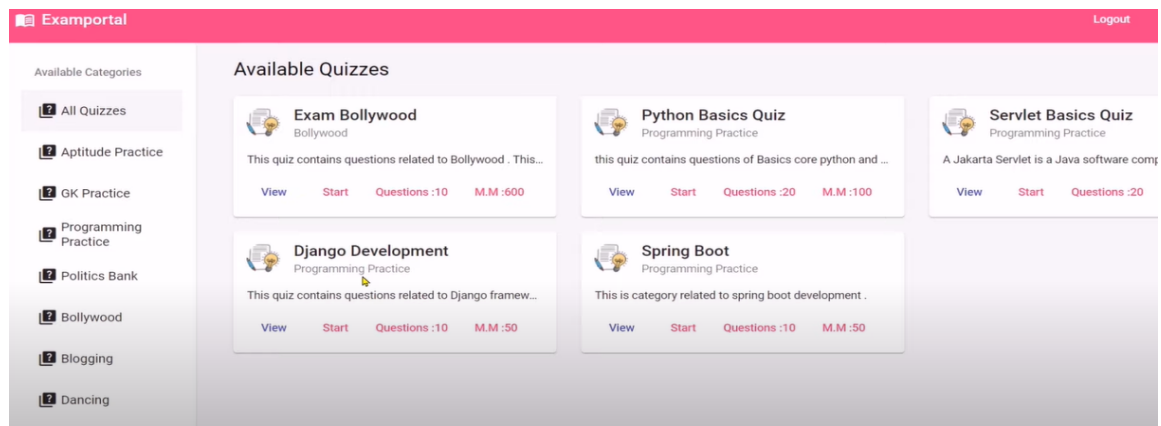 Examportal
Logout
Available Categories
All Quizzes
Aptitude Practice
GK Practice
Programming
Practice
Politics Bank
Bollywood
Blogging
Dancing
Available Quizzes
Exam Bollywood
Bollywood
This quiz contains questions related to Bollywood . This...
View Start Questions :10 M.M :600
Python Basics Quiz
Programming Practice
this quiz contains questions of Basics core python and ...
View Start Questions :20 M.M :100
Servlet Basics Quiz
Programming Practice
A Jakarta Servlet is a Java software comp
View Start Questions :20
Django Development
Programming Practice
This quiz contains questions related to Django framew...
View Start Questions :10 M.M :50
Spring Boot
Programming Practice
This is category related to spring boot development .
View Start Questions :10 M.M :50